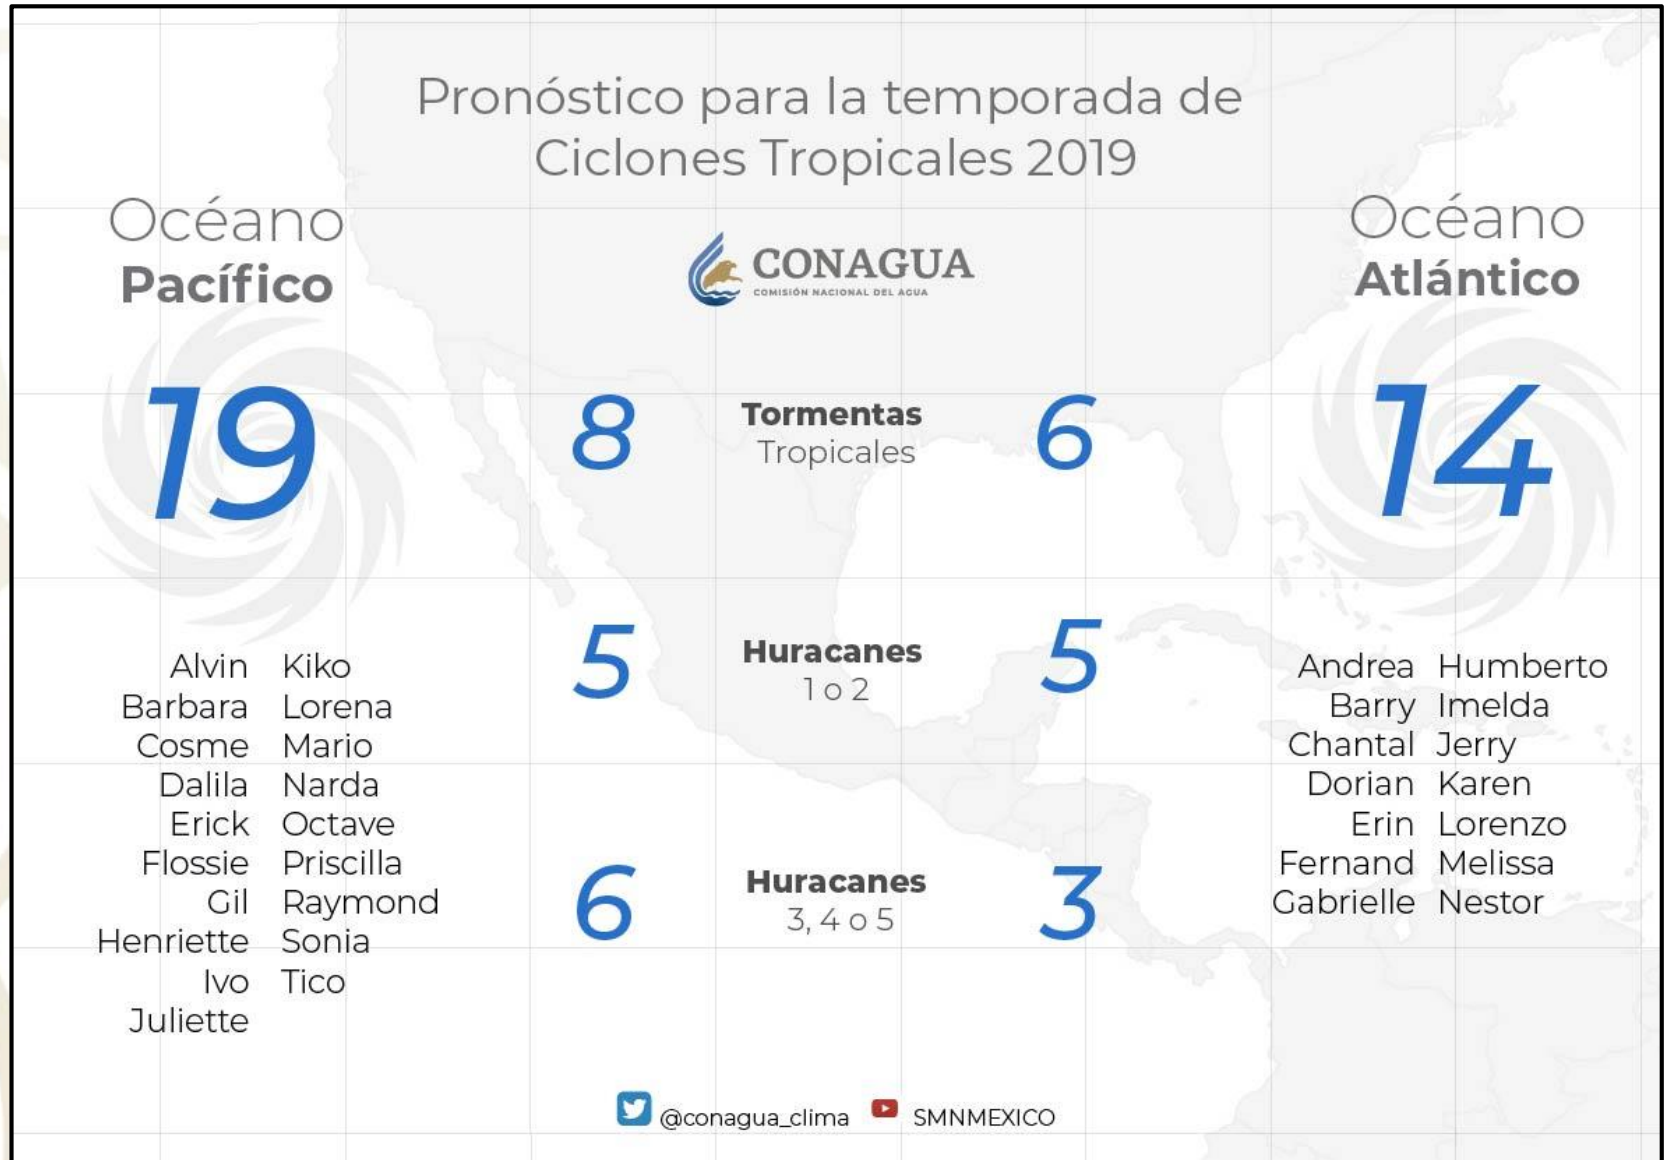 Pronóstico para la temporada de
Ciclones Tropicales 2019
CONAGUA
COMISIÓN NACIONAL DEL AGUA
Océano
Pacífico
19
Alvin
Barbara
Cosme
Dalila
Erick
Flossie
Gil
Henriette
Ivo
Juliette
Kiko
Lorena
Mario
Narda
Octave
Priscilla
Raymond
Sonia
Tico
8 Tormentas 6
Tropicales
5 Huracanes 5
1 o 2
6 Huracanes 3
3, 4 o 5
Océano
Atlántico
14
Andrea
Barry
Chantal
Dorian
Erin
Fernand
Gabrielle
Humberto
Imelda
Jerry
Karen
Lorenzo
Melissa
Nestor
@conagua_clima SMNMEXICO